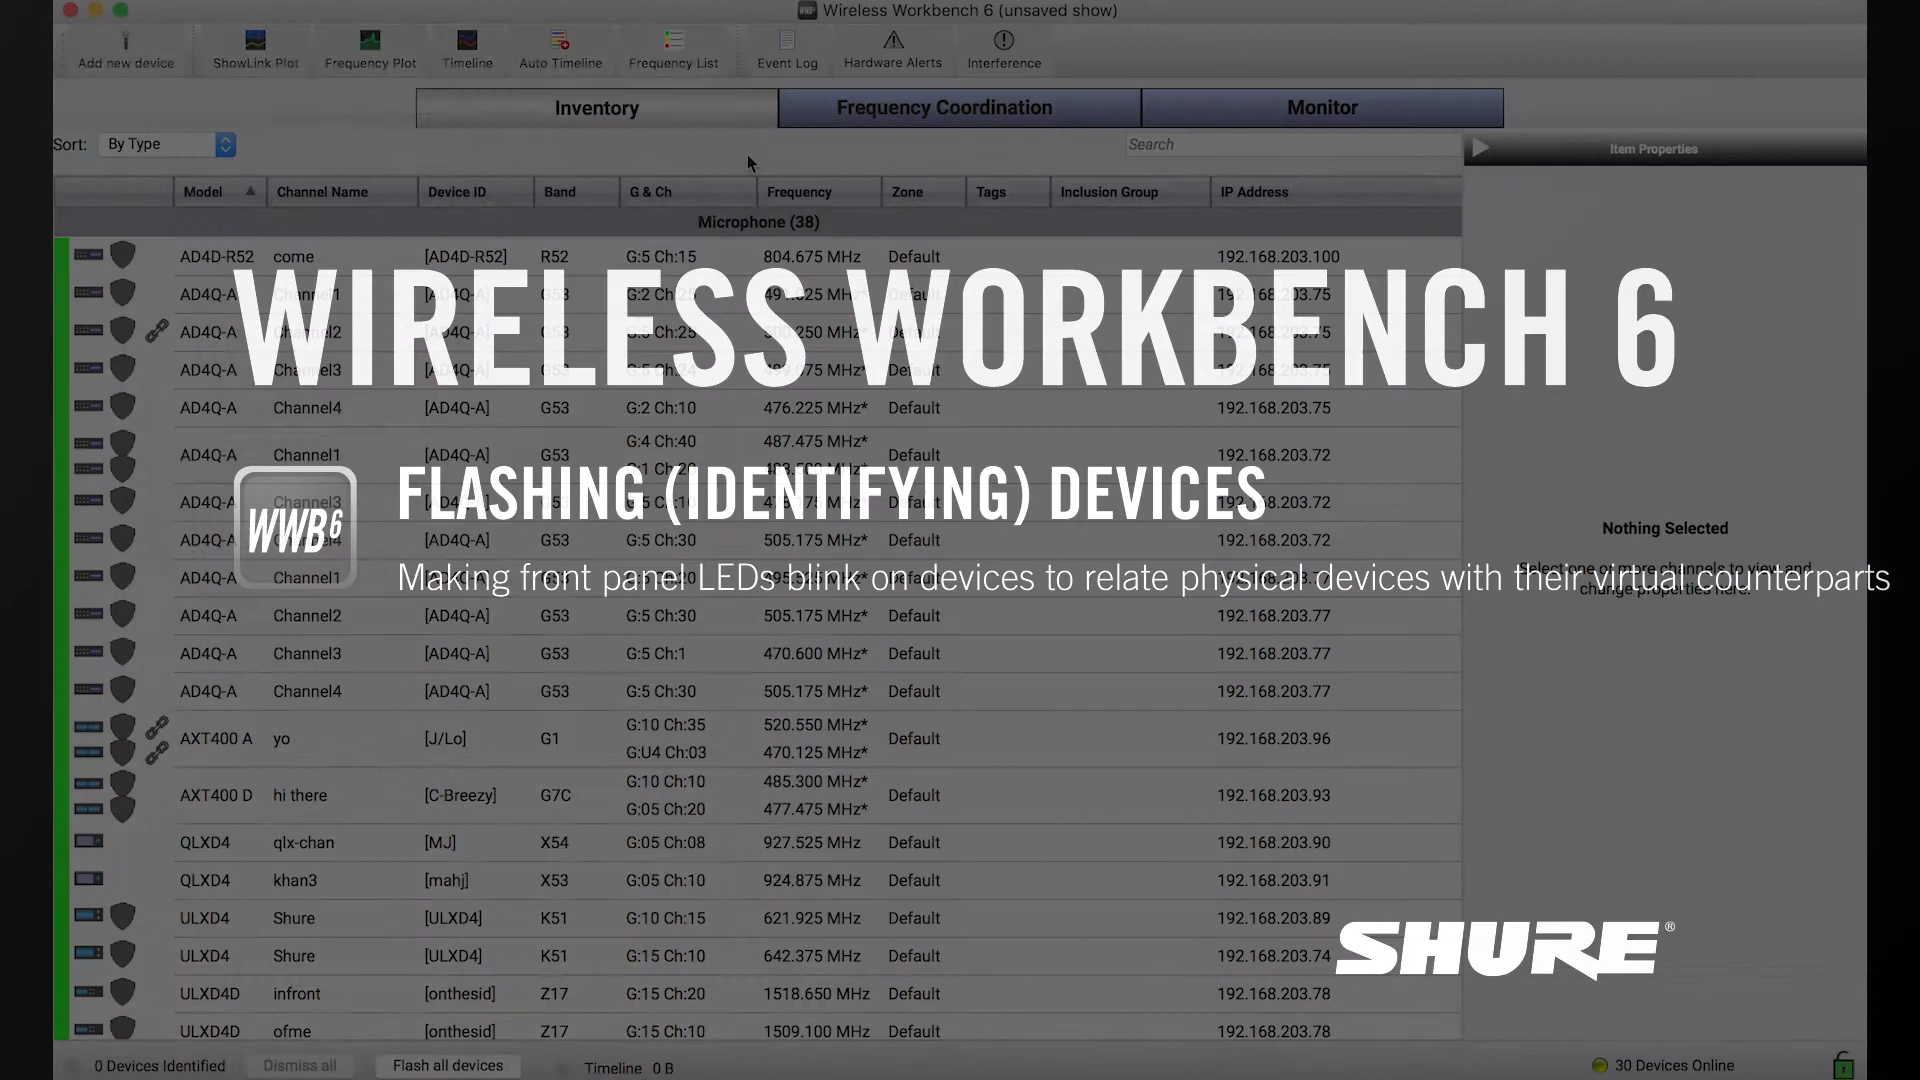 Wireless Workbench 6 (unsaved show)
Add new device ShowLink Plot Frequency Plot Timeline Auto Timeline Frequency List Event Log Hardware Alerts Interference
Inventory Frequency Coordination Monitor
Sort: By Type Search Item Properties
Model Channel Name Device ID Band G & Ch Frequency Zone Tags Inclusion Group IP Address
Microphone (38)
AD4D-R52 come [AD4D-R52] R52 G:5 Ch:15 804.675 MHz Default 192.168.203.100
WIRELESS WORKBENCH 6
AD4Q-A Channel4 [AD4Q-A] G53 G:2 Ch:10 476.225 MHz* Default 192.168.203.75
G:4 Ch:40 487.475 MHz*
AD4Q-A Channel1 [AD4Q-A] G53 Default 192.168.203.72
FLASHING (IDENTIFYING) DEVICES
WWB6
AD4Q-A [AD4Q-A] G53 G:5 Ch:30 505.175 MHz* Default 192.168.203.72
Nothing Selected
Making front panel LEDs blink on devices to relate physical devices with their virtual counterparts
Select one or more channels to view and
change properties here.
AD4Q-A Channel2 [AD4Q-A] G53 G:5 Ch:30 505.175 MHz* Default 192.168.203.77
AD4Q-A Channel3 [AD4Q-A] G53 G:5 Ch:1 470.600 MHz* Default 192.168.203.77
AD4Q-A Channel4 [AD4Q-A] G53 G:5 Ch:30 505.175 MHz* Default 192.168.203.77
G:10 Ch:35 520.550 MHz*
AXT400 A yo [J/Lo] G1 Default 192.168.203.96
G:U4 Ch:03 470.125 MHz*
G:10 Ch:10 485.300 MHz*
AXT400 D hi there [C-Breezy] G7C Default 192.168.203.93
G:05 Ch:20 477.475 MHz*
QLXD4 qlx-chan [MJ] X54 G:05 Ch:08 927.525 MHz Default 192.168.203.90
QLXD4 khan3 [mahj] X53 G:05 Ch:10 924.875 MHz Default 192.168.203.91
ULXD4 Shure [ULXD4] K51 G:10 Ch:15 621.925 MHz Default 192.168.203.89
ULXD4 Shure [ULXD4] K51 G:15 Ch:10 642.375 MHz Default 192.168.203.74
SHURE®
ULXD4D infront [onthesid] Z17 G:15 Ch:20 1518.650 MHz Default 192.168.203.78
ULXD4D ofme [onthesid] Z17 G:15 Ch:10 1509.100 MHz Default 192.168.203.78
0 Devices Identified Dismiss all Flash all devices Timeline 0 B 30 Devices Online